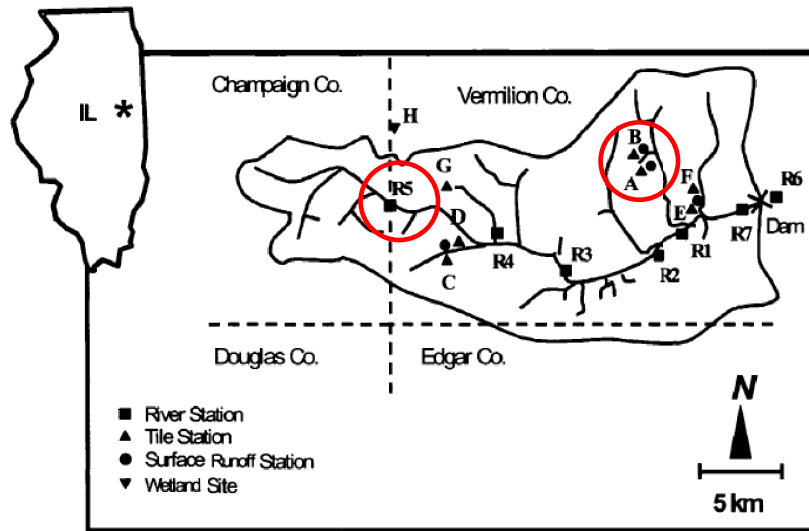 Champaign Co.
Vermilion Co.
IL *
H
B
G
R5
A
F
R6
D
E
Dam
R4
R3
R1
R7
C
R2
Douglas Co.
Edgar Co.
River Station
Tile Station
Surface Runoff Station
Wetland Site
N
5 km